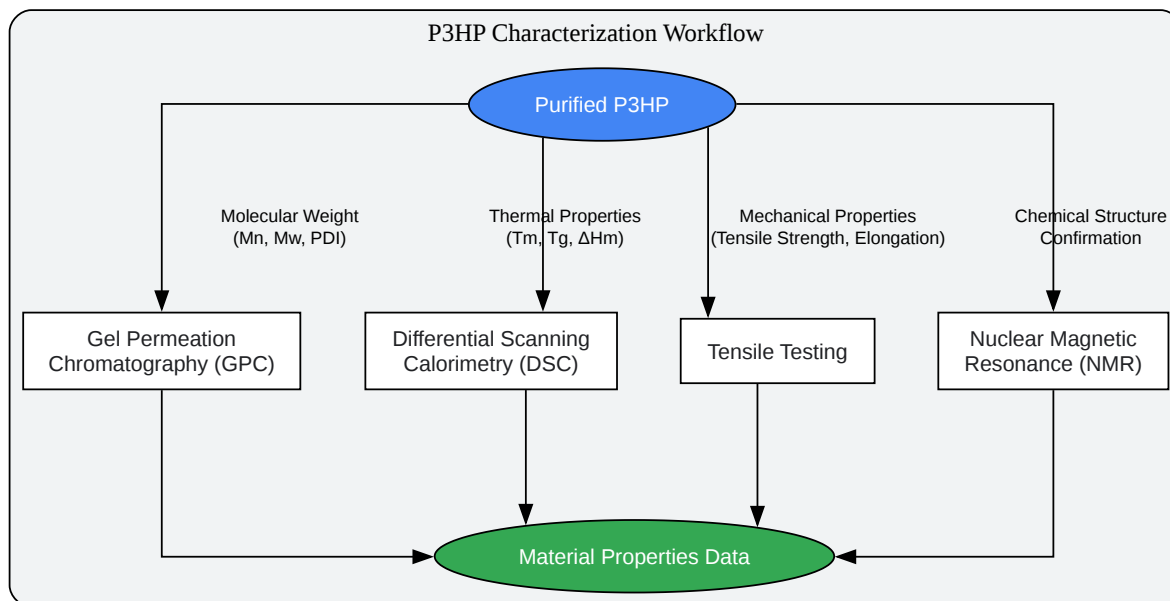 P3HP Characterization Workflow
Purified P3HP
Molecular Weight
(Mn, Mw, PDI)
Thermal Properties
(Tm, Tg, ΔHm)
Mechanical Properties
(Tensile Strength, Elongation)
Chemical Structure
Confirmation
Gel Permeation
Chromatography (GPC)
Differential Scanning
Calorimetry (DSC)
Tensile Testing
Nuclear Magnetic
Resonance (NMR)
Material Properties Data